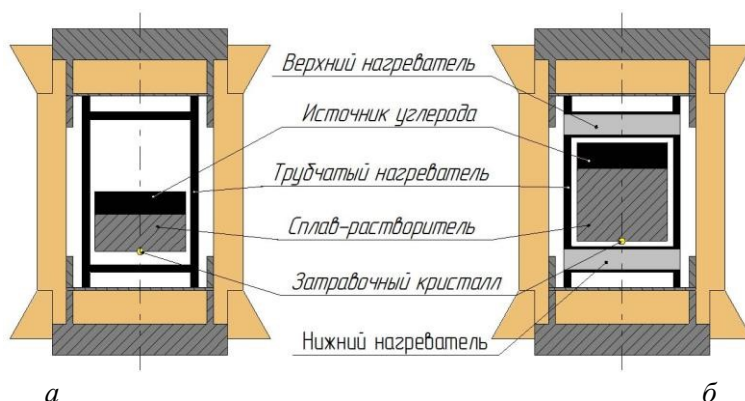 Верхний нагреватель
Источник углерода
Трубчатый нагреватель
Сплав-растворитель
Затравочный кристалл
Нижний нагреватель
а
б